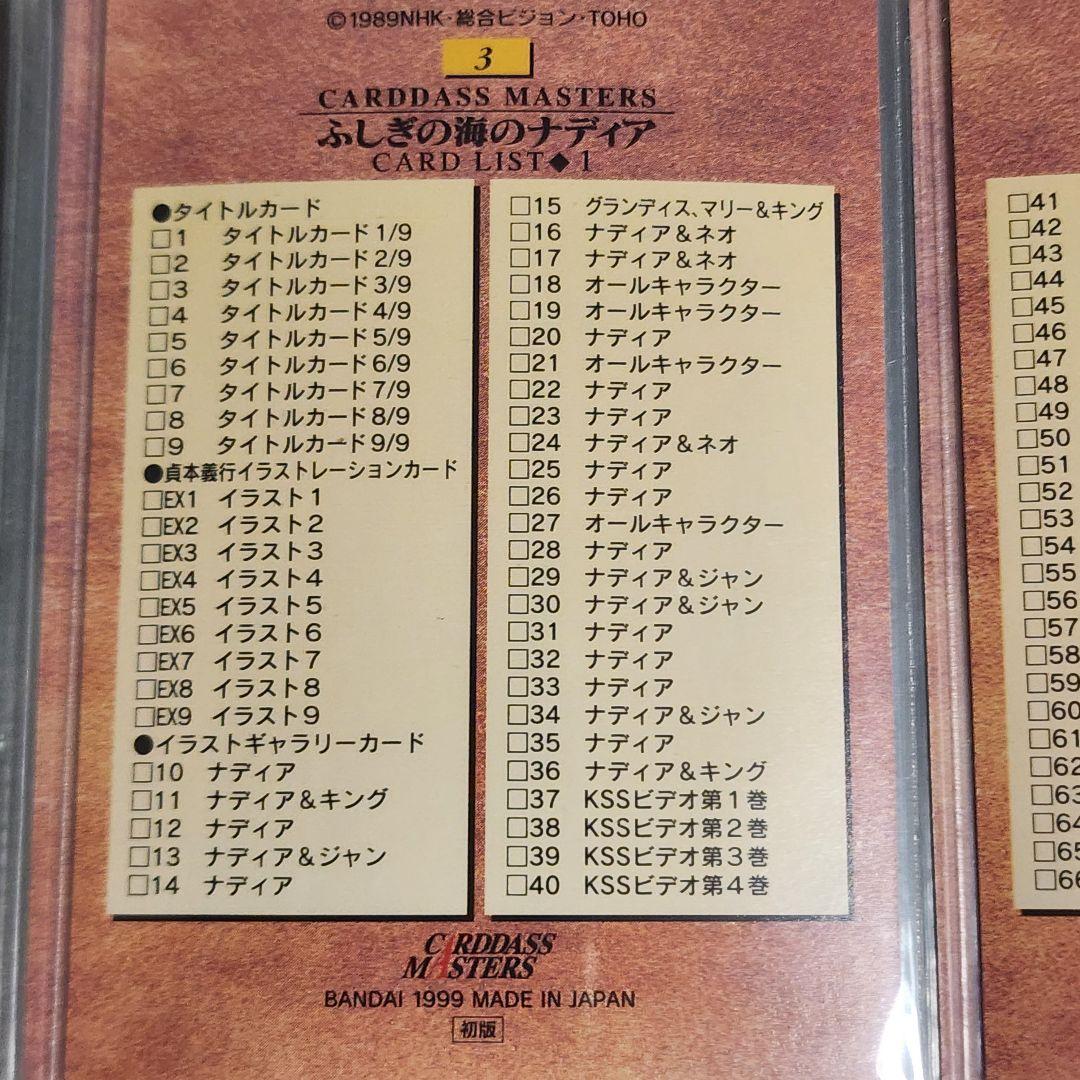 ©1989NHK・総合ビジョン・TOHO
3
CARDDASS MASTERS
ふしぎの海のナディア
CARD LIST◆1
●タイトルカード
□1 タイトルカード1/9
□2 タイトルカード2/9
□3 タイトルカード3/9
□4 タイトルカード4/9
□5 タイトルカード5/9
□6 タイトルカード6/9
□7 タイトルカード7/9
□8 タイトルカード8/9
□9 タイトルカード9/9
●貞本義行イラストレーションカード
□EX1 イラスト1
□EX2 イラスト2
□EX3 イラスト3
□EX4 イラスト4
□EX5 イラスト5
□EX6 イラスト6
□EX7 イラスト7
□EX8 イラスト8
□EX9 イラスト9
●イラストギャラリーカード
□10 ナディア
□11 ナディア&キング
□12 ナディア
□13 ナディア&ジャン
□14 ナディア
□15 グランディス、マリー&キング
□16 ナディア&ネオ
□17 ナディア&ネオ
□18 オールキャラクター
□19 オールキャラクター
□20 ナディア
□21 オールキャラクター
□22 ナディア
□23 ナディア
□24 ナディア&ネオ
□25 ナディア
□26 ナディア
□27 オールキャラクター
□28 ナディア
□29 ナディア&ジャン
□30 ナディア&ジャン
□31 ナディア
□32 ナディア
□33 ナディア
□34 ナディア&ジャン
□35 ナディア
□36 ナディア&キング
□37 KSSビデオ第1巻
□38 KSSビデオ第2巻
□39 KSSビデオ第3巻
□40 KSSビデオ第4巻
CARDDASS
MASTERS
BANDAI 1999 MADE IN JAPAN
初版
□41
□42
□43
□44
□45
□46
□47
□48
□49
□50
□51
□52
□53
□54
□55
□56
□57
□58
□59
□60
□61
□62
□63
□64
□65
□66